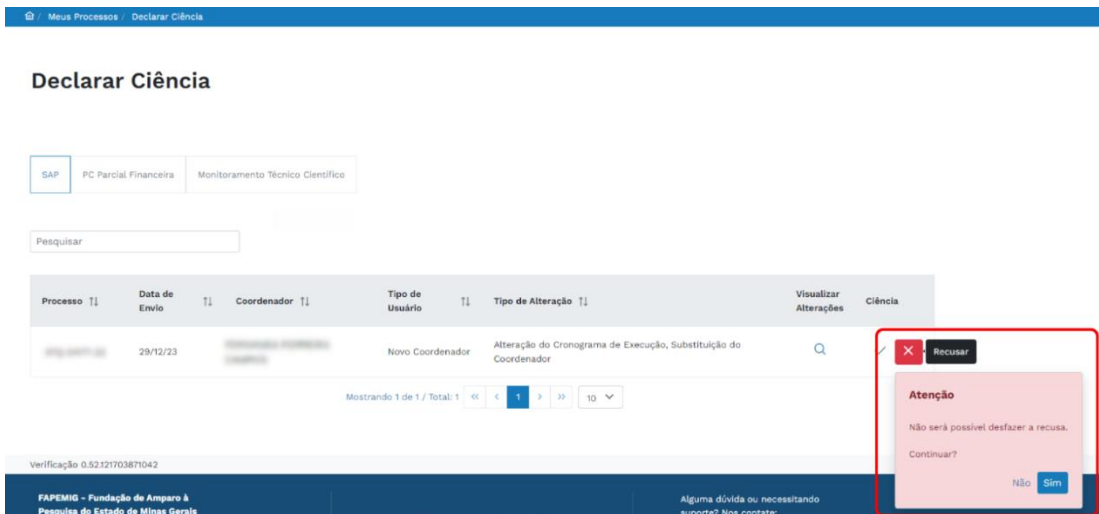 / Meus Processos / Declarar Ciência
Declarar Ciência
SAP PC Parcial Financeira Monitoramento Técnico Científico
Pesquisar
Processo Data de Envio Coordenador Tipo de Usuário Tipo de Alteração Visualizar Alterações Ciência
29/12/23 Novo Coordenador Alteração do Cronograma de Execução, Substituição do
Coordenador
Recusar
Atenção
Não será possível desfazer a recusa.
Continuar?
Não Sim
Mostrando 1 de 1 / Total: 1 << < 1 > >> 10
Verificação 0.52.121703871042
FAPEMIG - Fundação de Amparo à
Pesquisa do Estado de Minas Gerais
Alguma dúvida ou necessitando
suporte? Nos contate: